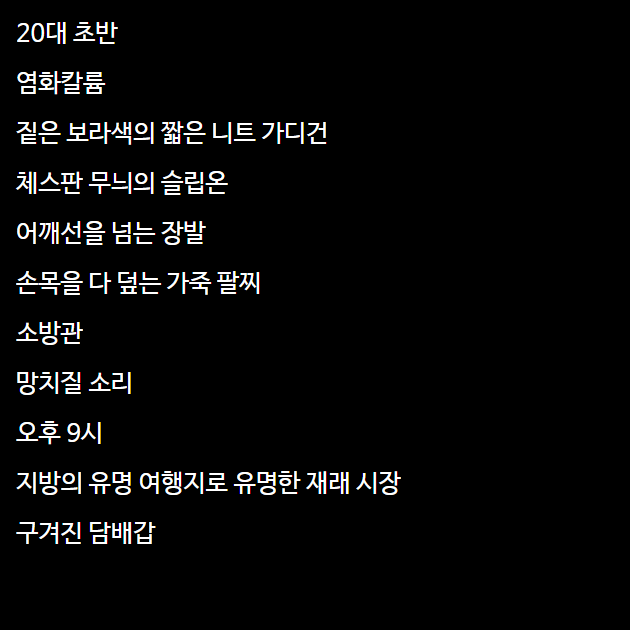 20대 초반
염화칼륨
짙은 보라색의 짧은 니트 가디건
체스판 무늬의 슬립온
어깨선을 넘는 장발
손목을 다 덮는 가죽 팔찌
소방관
망치질 소리
오후 9시
지방의 유명 여행지로 유명한 재래 시장
구겨진 담배갑